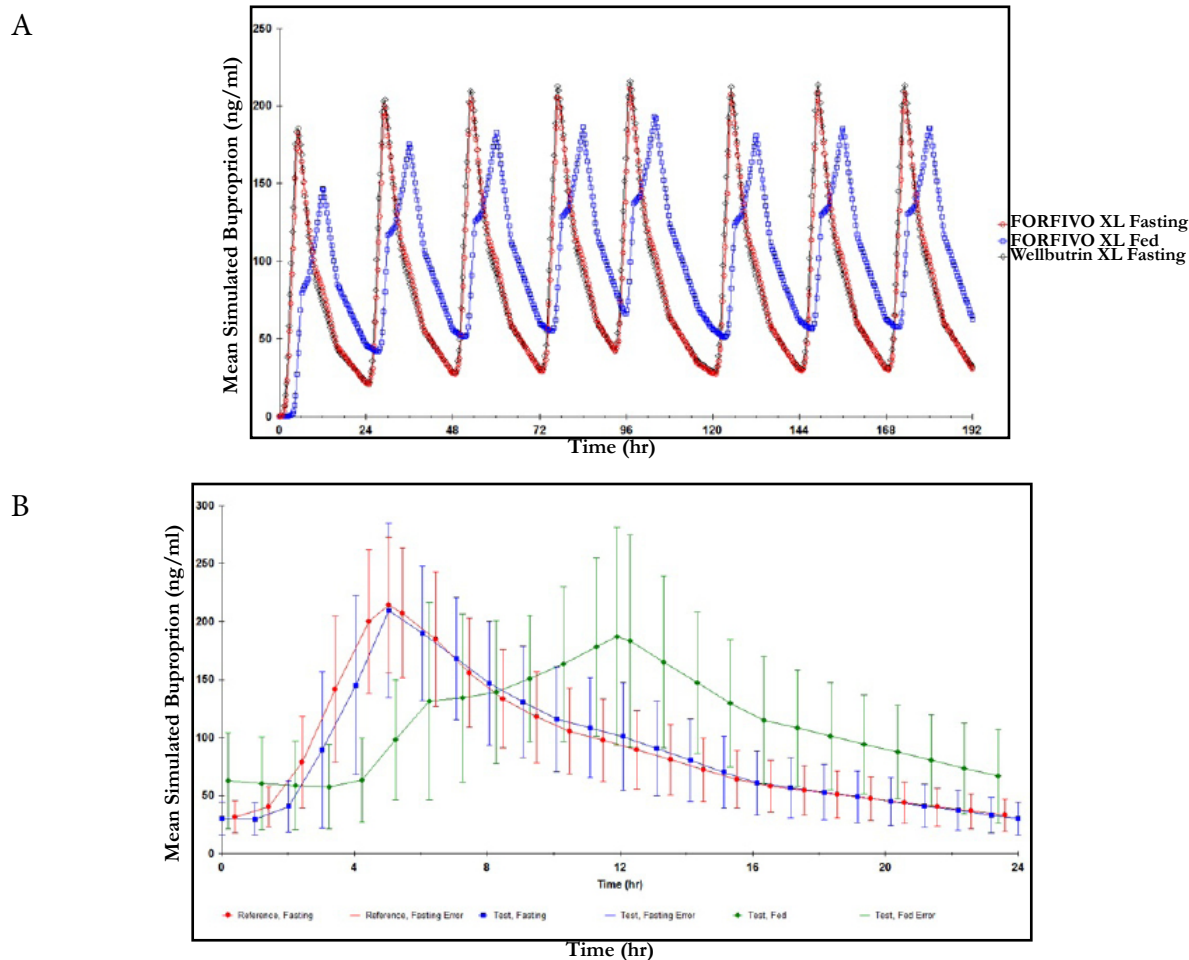 A
Mean Simulated Buproprion (ng/ml)
250
200
150
100
50
0
0 24 48 72 96 120 144 168 192
Time (hr)
FORFIVO XL Fasting
FORFIVO XL Fed
Wellbutrin XL Fasting
B
Mean Simulated Buproprion (ng/ml)
300
250
200
150
100
50
0
0 4 8 12 16 20 24
Time (hr)
Reference, Fasting Reference, Fasting Error Test, Fasting Test, Fasting Error Test, Fed Test, Fed Error
Time (hr)